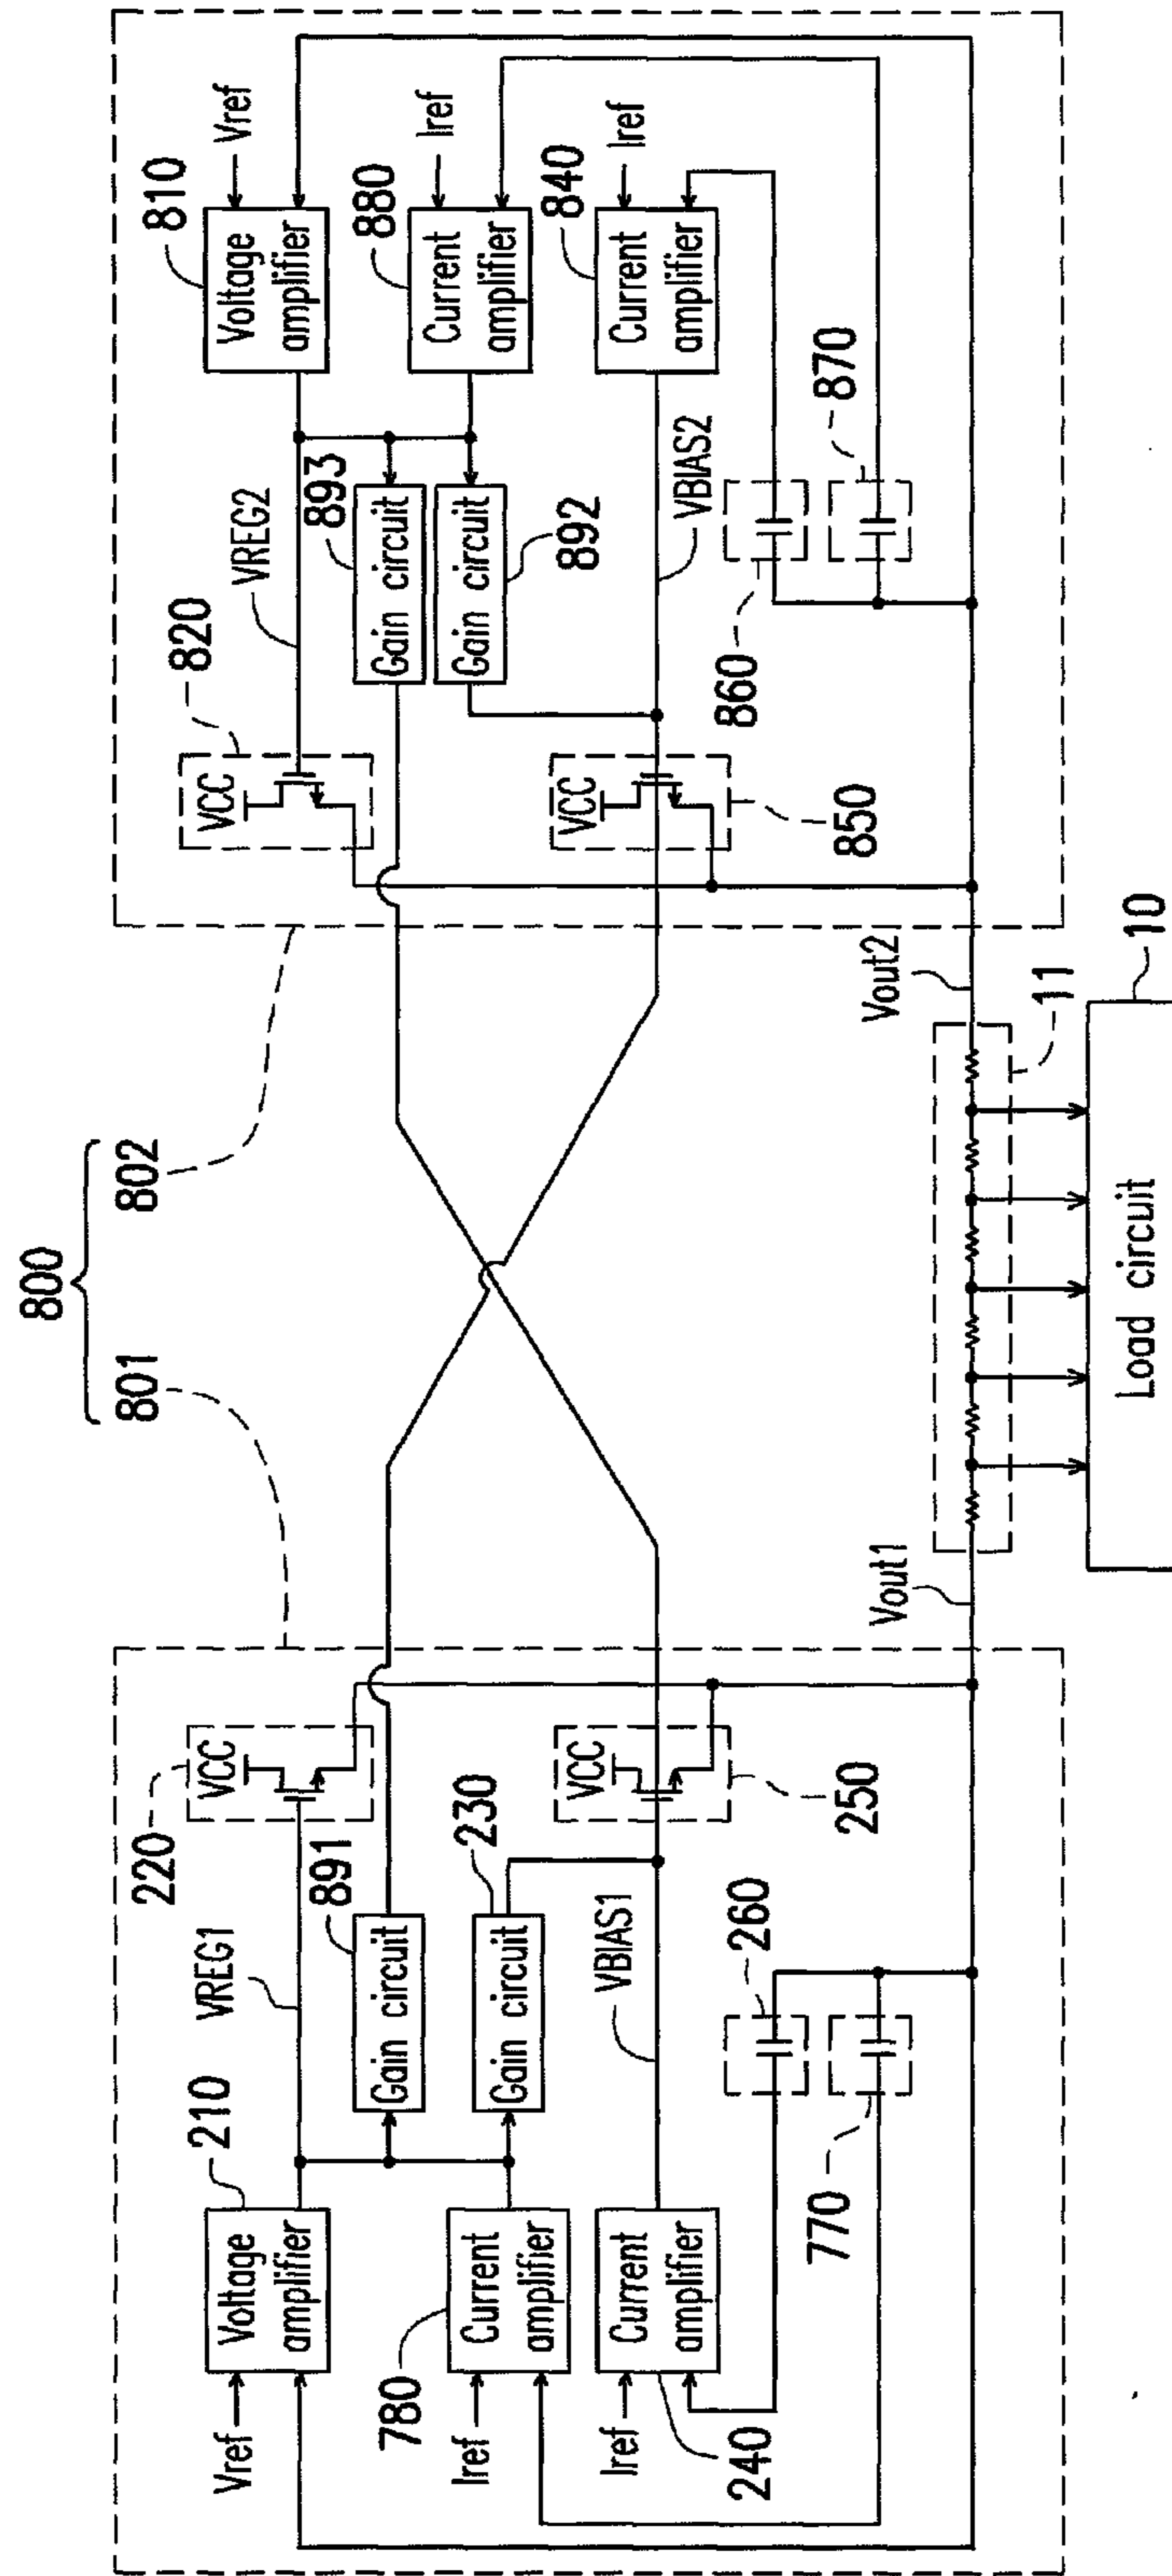 800
801
802
210
Voltage
amplifier
Vref
VREG1
220
VCC
891
Gain circuit
230
Gain circuit
780
Current
amplifier
Iref
Current
amplifier
Iref
240
VBIAS1
VCC
250
260
770
Vout1
820
VCC
VREG2
810
Voltage
amplifier
Vref
893
Gain circuit
Gain circuit
892
880
Current
amplifier
Iref
840
Current
amplifier
Iref
VCC
850
VBIAS2
860
870
Vout2
11
10
Load circuit